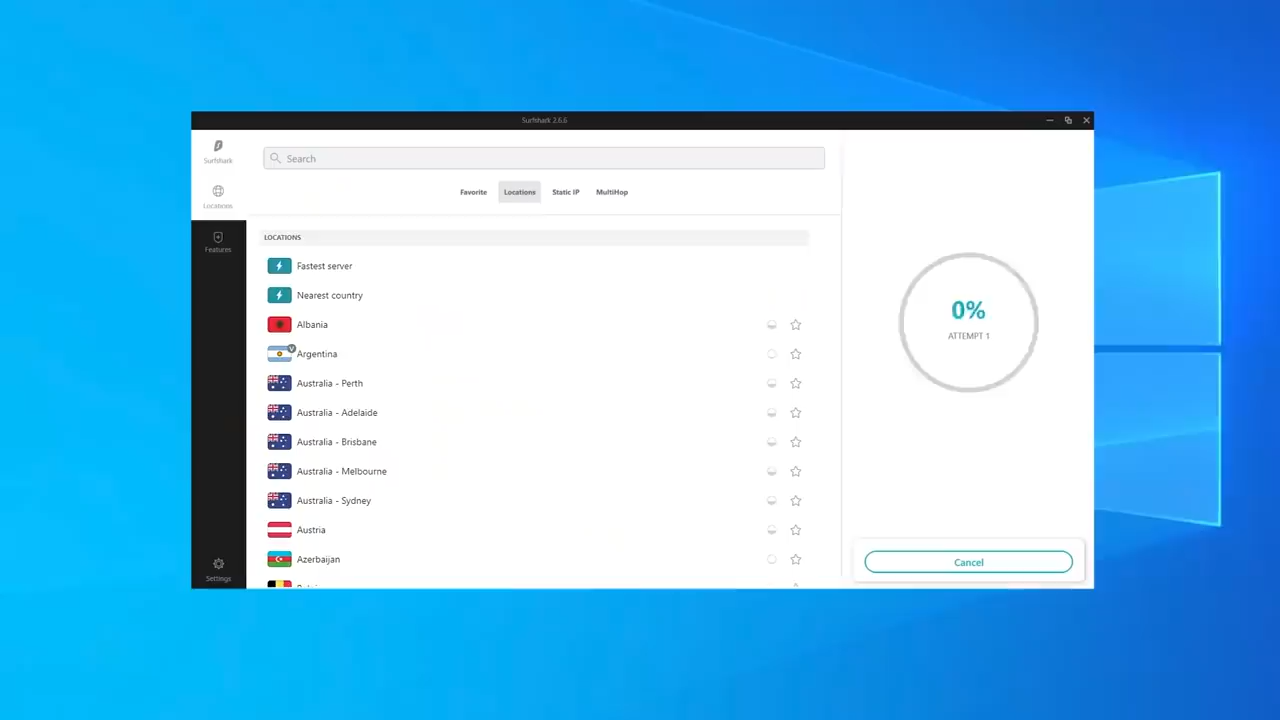 Surfshark 2.6.6
Surfshark
Locations
Features
Settings
Search
Favorite
Locations
Static IP
MultiHop
LOCATIONS
Fastest server
Nearest country
Albania
V
Argentina
Australia - Perth
Australia - Adelaide
Australia - Brisbane
Australia - Melbourne
Australia - Sydney
Austria
Azerbaijan
0%
ATTEMPT 1
Cancel